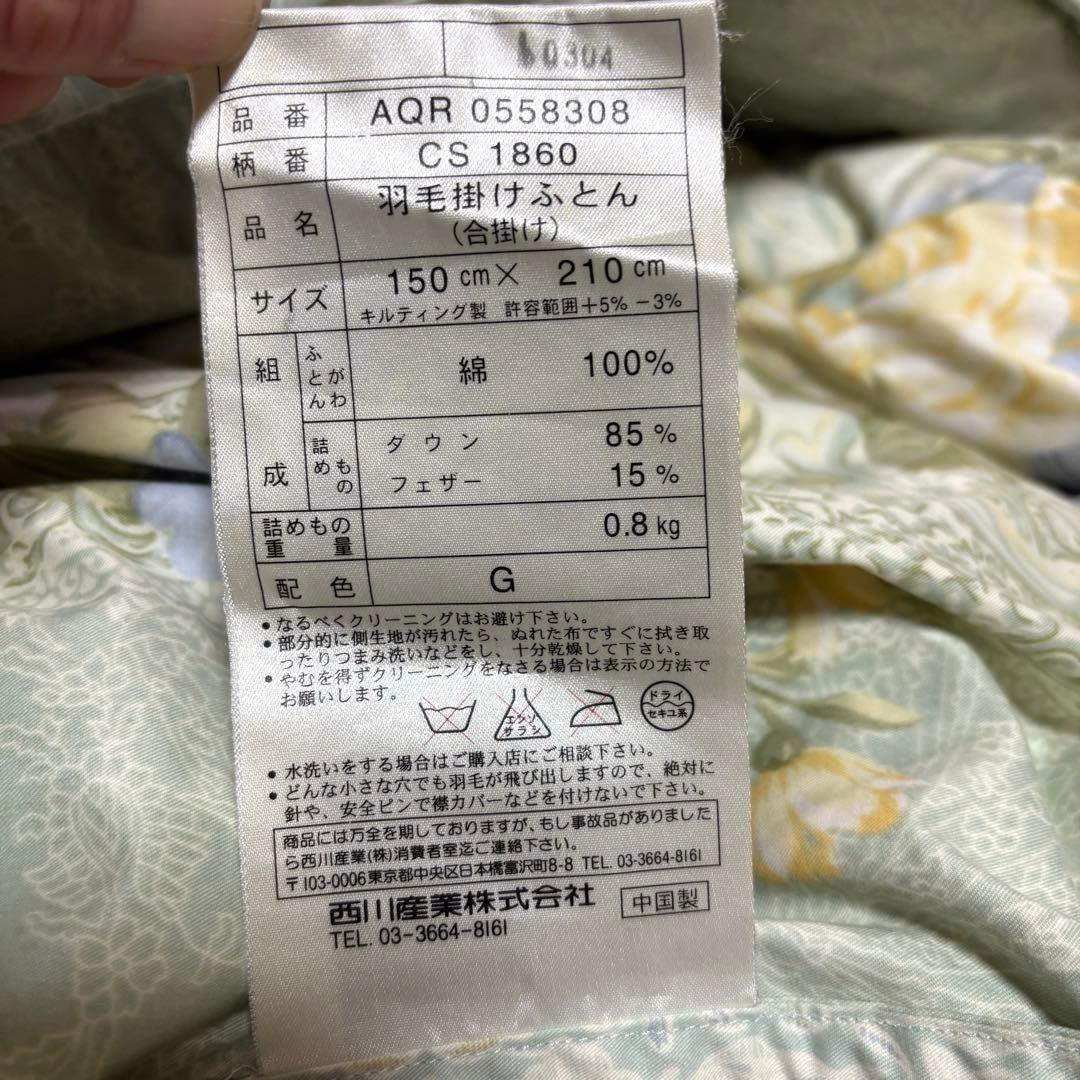 0304
品番 AQR 0558308
柄番 CS 1860
品名 羽毛掛けふとん
(合掛け)
サイズ 150cm× 210cm
キルティング製 許容範囲+5% −3%
組成 ふとんがわ 綿 100%
詰めもの ダウン 85%
フェザー 15%
詰めもの重量 0.8kg
配色 G
●なるべくクリーニングはお避け下さい。
●部分的に側生地が汚れたら、ぬれた布ですぐに拭き取
ったりつまみ洗いなどをし、十分乾燥して下さい。
●やむを得ずクリーニングをなさる場合は表示の方法で
お願いします。
エンソ
サラシ
ドライ
セキユ系
●水洗いをする場合はご購入店にご相談下さい。
●どんな小さな穴でも羽毛が飛び出しますので、絶対に
針や、安全ピンで襟カバーなどを付けないで下さい。
商品には万全を期しておりますが、もし事故品がありました
ら西川産業(株)消費者室迄ご連絡下さい。
〒103-0006東京都中央区日本橋富沢町8-8 TEL. 03-3664-8161
西川産業株式会社 中国製
TEL. 03-3664-8161